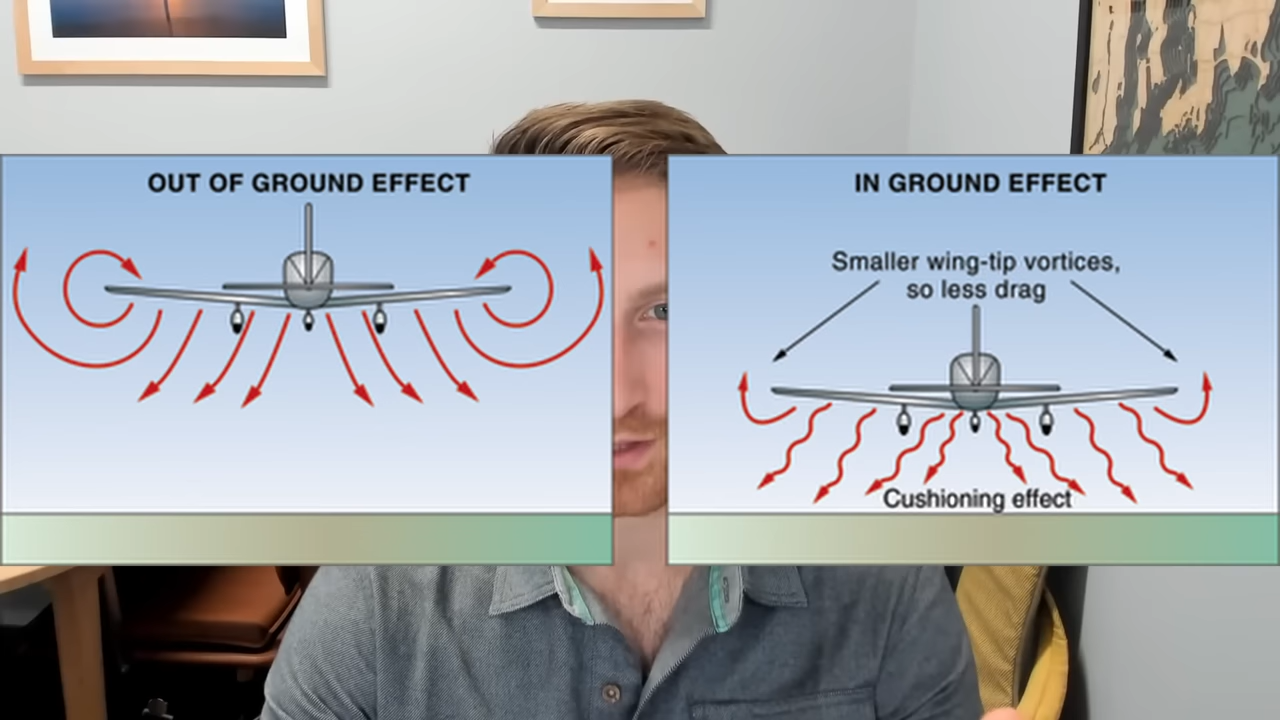 OUT OF GROUND EFFECT
IN GROUND EFFECT
Smaller wing-tip vortices,
so less drag
Cushioning effect